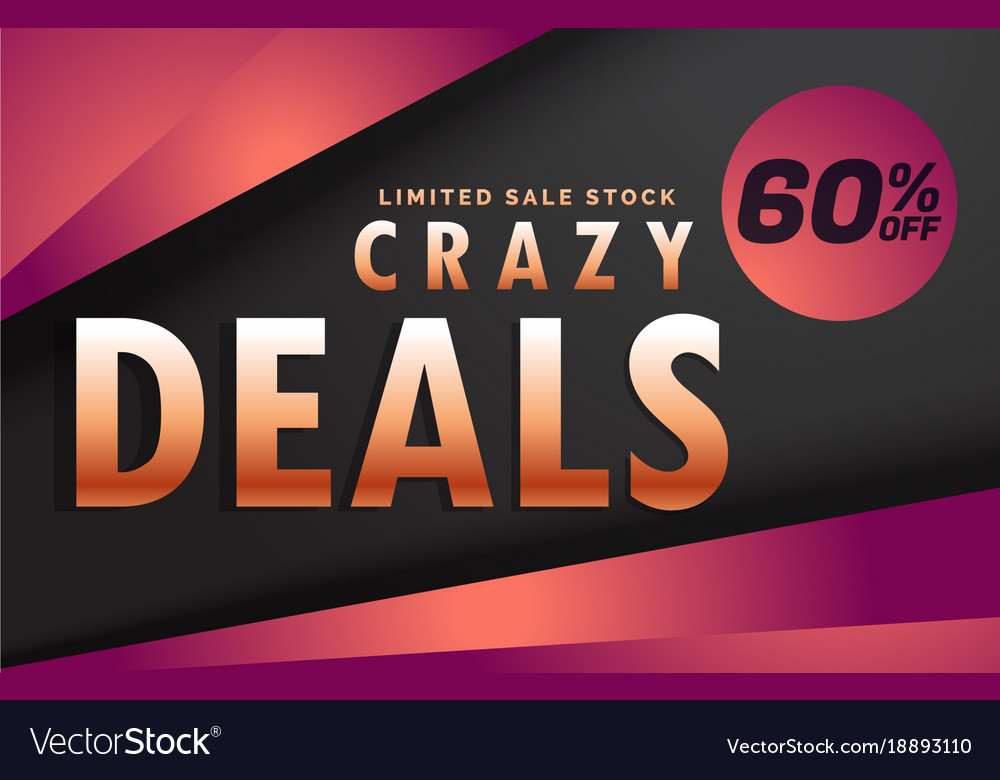 LIMITED SALE STOCK
CRAZY
DEALS
60% OFF
VectorStock®
VectorStock.com/18893110